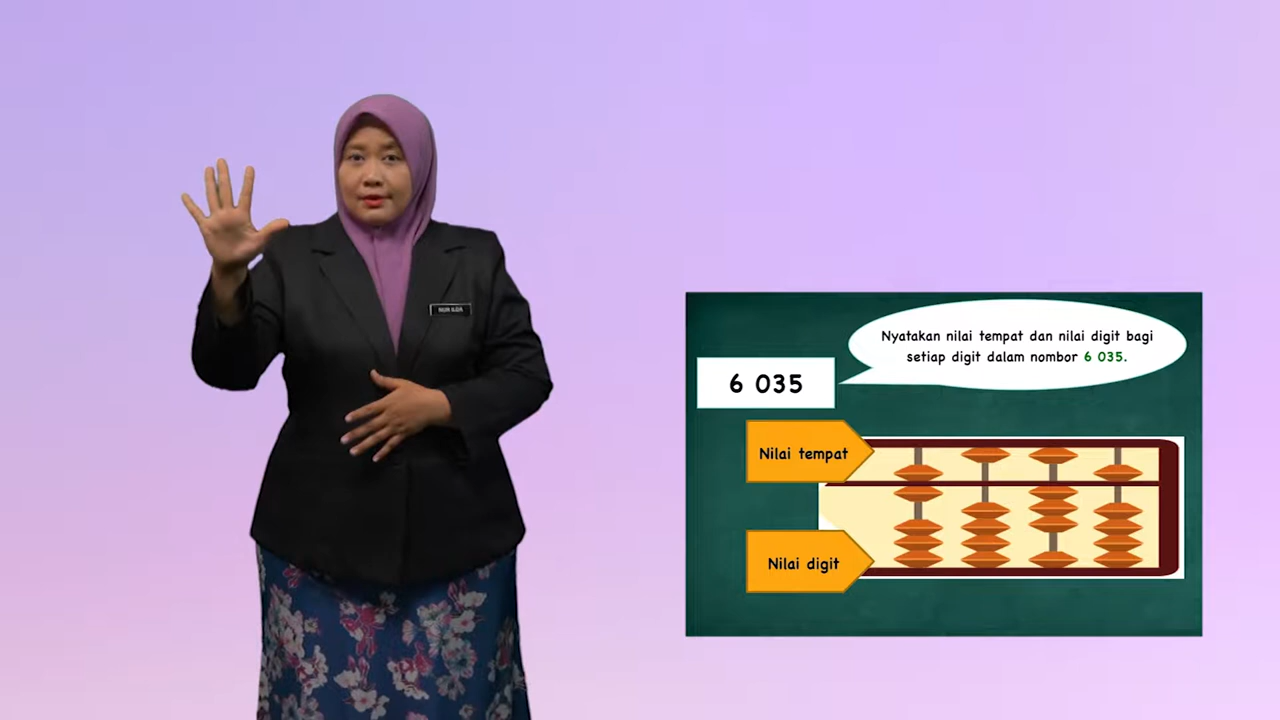 Nyatakan nilai tempat dan nilai digit bagi
setiap digit dalam nombor 6 035.
6 035
Nilai tempat
Nilai digit